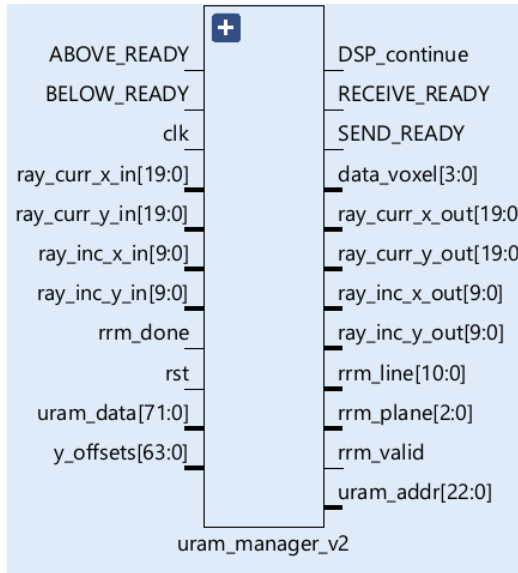 ABOVE_READY
BELOW_READY
clk
ray_curr_x_in[19:0]
ray_curr_y_in[19:0]
ray_inc_x_in[9:0]
ray_inc_y_in[9:0]
rrm_done
rst
uram_data[71:0]
y_offsets[63:0]
DSP_continue
RECEIVE_READY
SEND_READY
data_voxel[3:0]
ray_curr_x_out[19:0
ray_curr_y_out[19:0
ray_inc_x_out[9:0]
ray_inc_y_out[9:0]
rrm_line[10:0]
rrm_plane[2:0]
rrm_valid
uram_addr[22:0]
uram_manager_v2